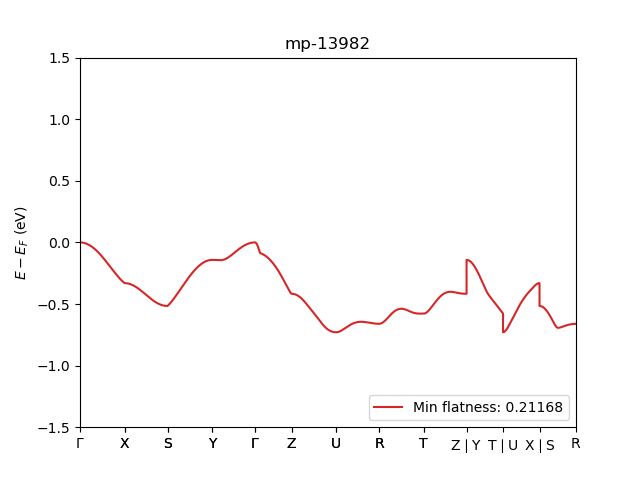 mp-13982
1.5
1.0
0.5
0.0
−0.5
−1.0
−1.5
E − E_F (eV)
Min flatness: 0.21168
Γ X S Y Γ Z U R T Z | Y T | U X | S R